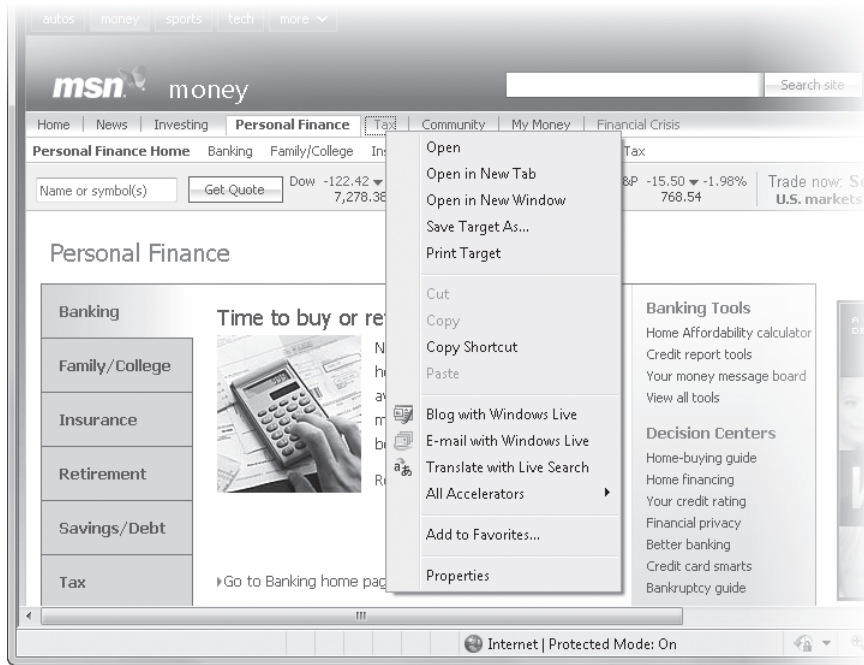 autos money sports tech more
msn money
Search site
Home | News | Investing Personal Finance Tax | Community | My Money | Financial Crisis
Personal Finance Home Banking Family/College Tax
Name or symbol(s) Get Quote Dow -122.42
7,278.38
-15.50 -1.98%
768.54
Trade now:
U.S. markets
Personal Finance
Banking
Family/College
Insurance
Retirement
Savings/Debt
Tax
Time to buy or
Go to Banking home
Open
Open in New Tab
Open in New Window
Save Target As...
Print Target
Cut
Copy
Copy Shortcut
Paste
Blog with Windows Live
E-mail with Windows Live
Translate with Live Search
All Accelerators
Add to Favorites...
Properties
Banking Tools
Home Affordability calculator
Credit report tools
Your money message board
View all tools
Decision Centers
Home-buying guide
Home financing
Your credit rating
Financial privacy
Better banking
Credit card smarts
Bankruptcy guide
Internet | Protected Mode: On